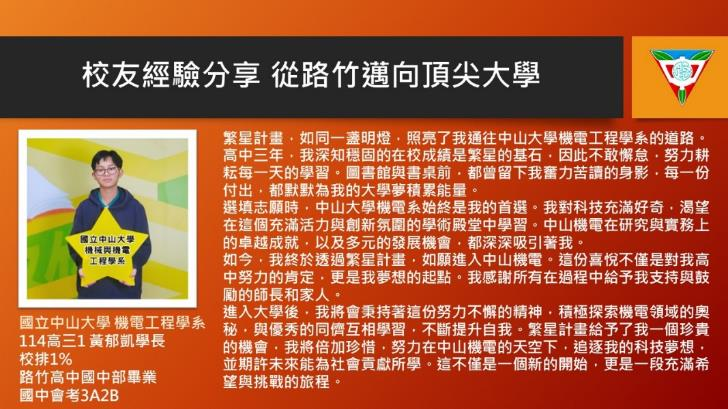 校友經驗分享 從路竹邁向頂尖大學
國立中山大學
機械與機電
工程學系
國立中山大學 機電工程學系
114高三1 黃郁凱學長
校排1%
路竹高中國中部畢業
國中會考3A2B
繁星計畫，如同一盞明燈，照亮了我通往中山大學機電工程學系的道路。
高中三年，我深知穩固的在校成績是繁星的基石，因此不敢懈怠，努力耕
耘每一天的學習。圖書館與書桌前，都曾留下我奮力苦讀的身影，每一份
付出，都默默為我的大學夢積累能量。
選填志願時，中山大學機電系始終是我的首選。我對科技充滿好奇，渴望
在這個充滿活力與創新氛圍的學術殿堂中學習。中山機電在研究與實務上
的卓越成就，以及多元的發展機會，都深深吸引著我。
如今，我終於透過繁星計畫，如願進入中山機電。這份喜悅不僅是對我高
中努力的肯定，更是我夢想的起點。我感謝所有在過程中給予我支持與鼓
勵的師長和家人。
進入大學後，我將會秉持著這份努力不懈的精神，積極探索機電領域的奧
秘，與優秀的同儕互相學習，不斷提升自我。繁星計畫給予了我一個珍貴
的機會，我將倍加珍惜，努力在中山機電的天空下，追逐我的科技夢想，
並期許未來能為社會貢獻所學。這不僅是一個新的開始，更是一段充滿希
望與挑戰的旅程。